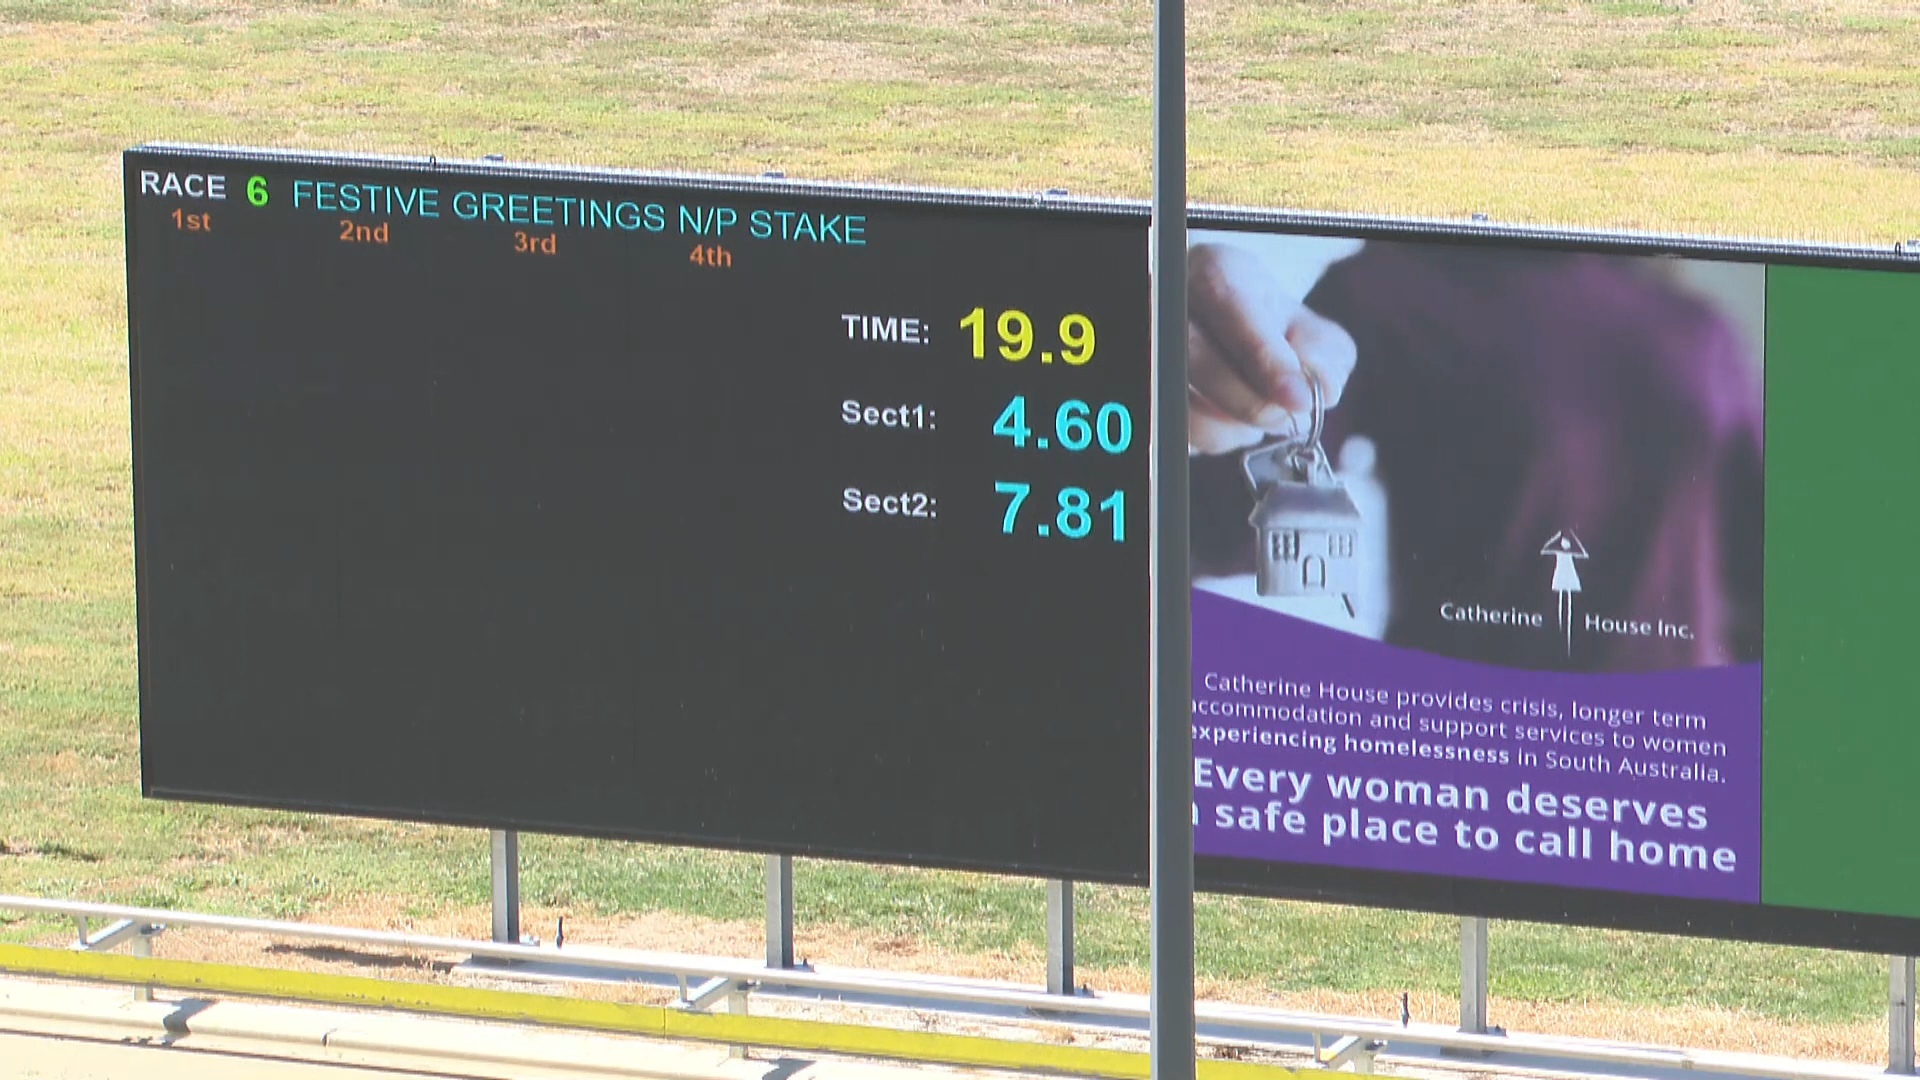 RACE 6 FESTIVE GREETINGS N/P STAKE
1st 2nd 3rd 4th
TIME: 19.9
Sect1: 4.60
Sect2: 7.81
Catherine House Inc.
Catherine House provides crisis, longer term
accommodation and support services to women
experiencing homelessness in South Australia.
Every woman deserves
a safe place to call home